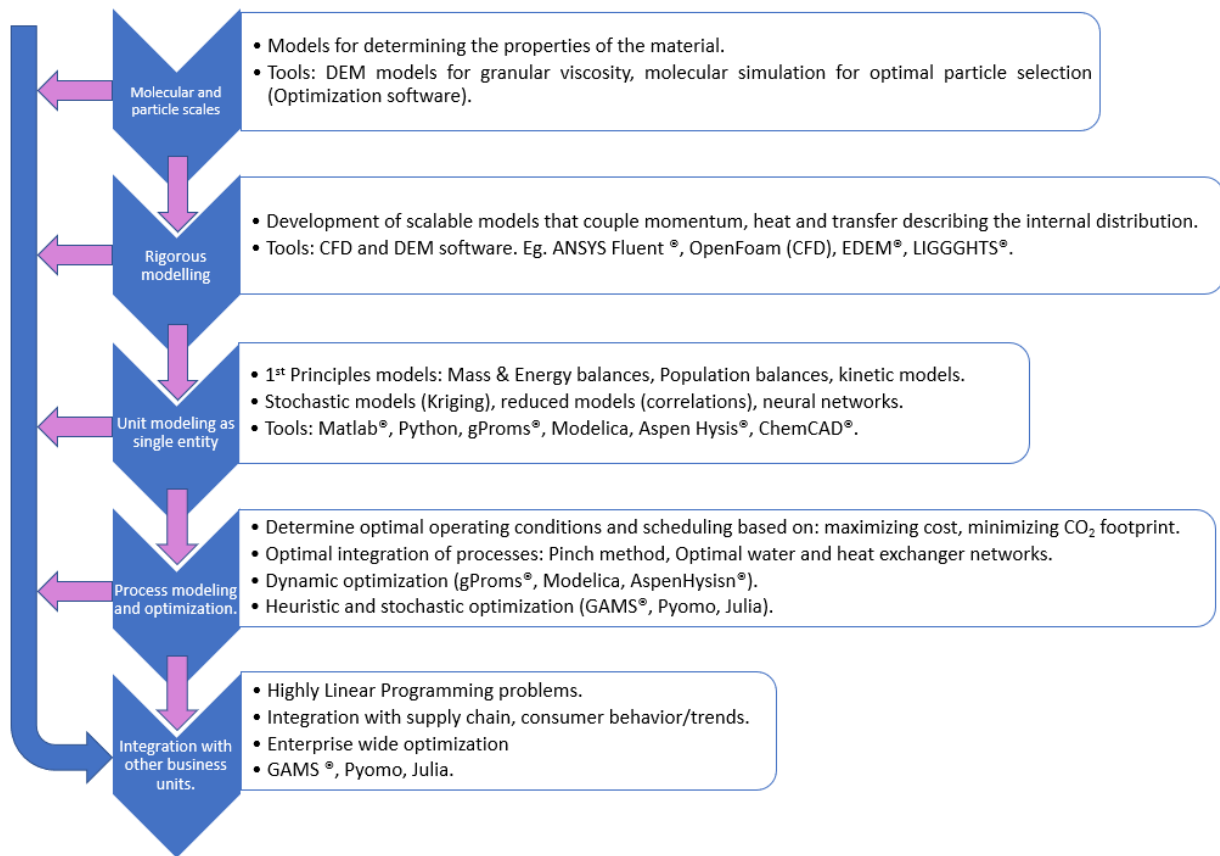 Molecular and
particle scales
• Models for determining the properties of the material.
• Tools: DEM models for granular viscosity, molecular simulation for optimal particle selection
(Optimization software).
Rigorous
modelling
• Development of scalable models that couple momentum, heat and transfer describing the internal distribution.
• Tools: CFD and DEM software. Eg. ANSYS Fluent ®, OpenFoam (CFD), EDEM®, LIGGGHTS®.
Unit modeling as
single entity
• 1st Principles models: Mass & Energy balances, Population balances, kinetic models.
• Stochastic models (Kriging), reduced models (correlations), neural networks.
• Tools: Matlab®, Python, gProms®, Modelica, Aspen Hysis®, ChemCAD®.
Process modeling
and optimization.
• Determine optimal operating conditions and scheduling based on: maximizing cost, minimizing CO2 footprint.
• Optimal integration of processes: Pinch method, Optimal water and heat exchanger networks.
• Dynamic optimization (gProms®, Modelica, AspenHysisn®).
• Heuristic and stochastic optimization (GAMS®, Pyomo, Julia).
Integration with
other business
units.
• Highly Linear Programming problems.
• Integration with supply chain, consumer behavior/trends.
• Enterprise wide optimization
• GAMS ®, Pyomo, Julia.